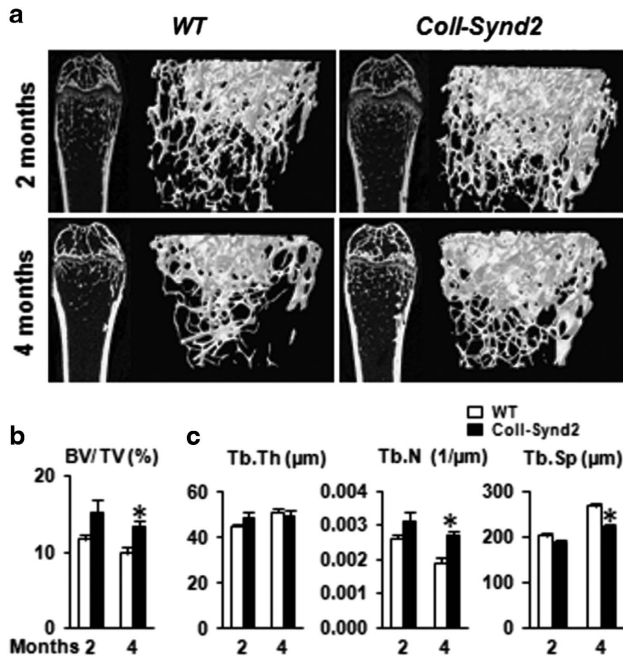 a
WT Coll-Synd2
2 months
4 months
WT
Coll-Synd2
b c
BV/TV (%) Tb.Th (µm) Tb.N (1/µm) Tb.Sp (µm)
20
10
0
60
40
20
0
0.004
0.003
0.002
0.001
0.000
300
200
100
0
*
*
*
Months 2 4 2 4 2 4 2 4